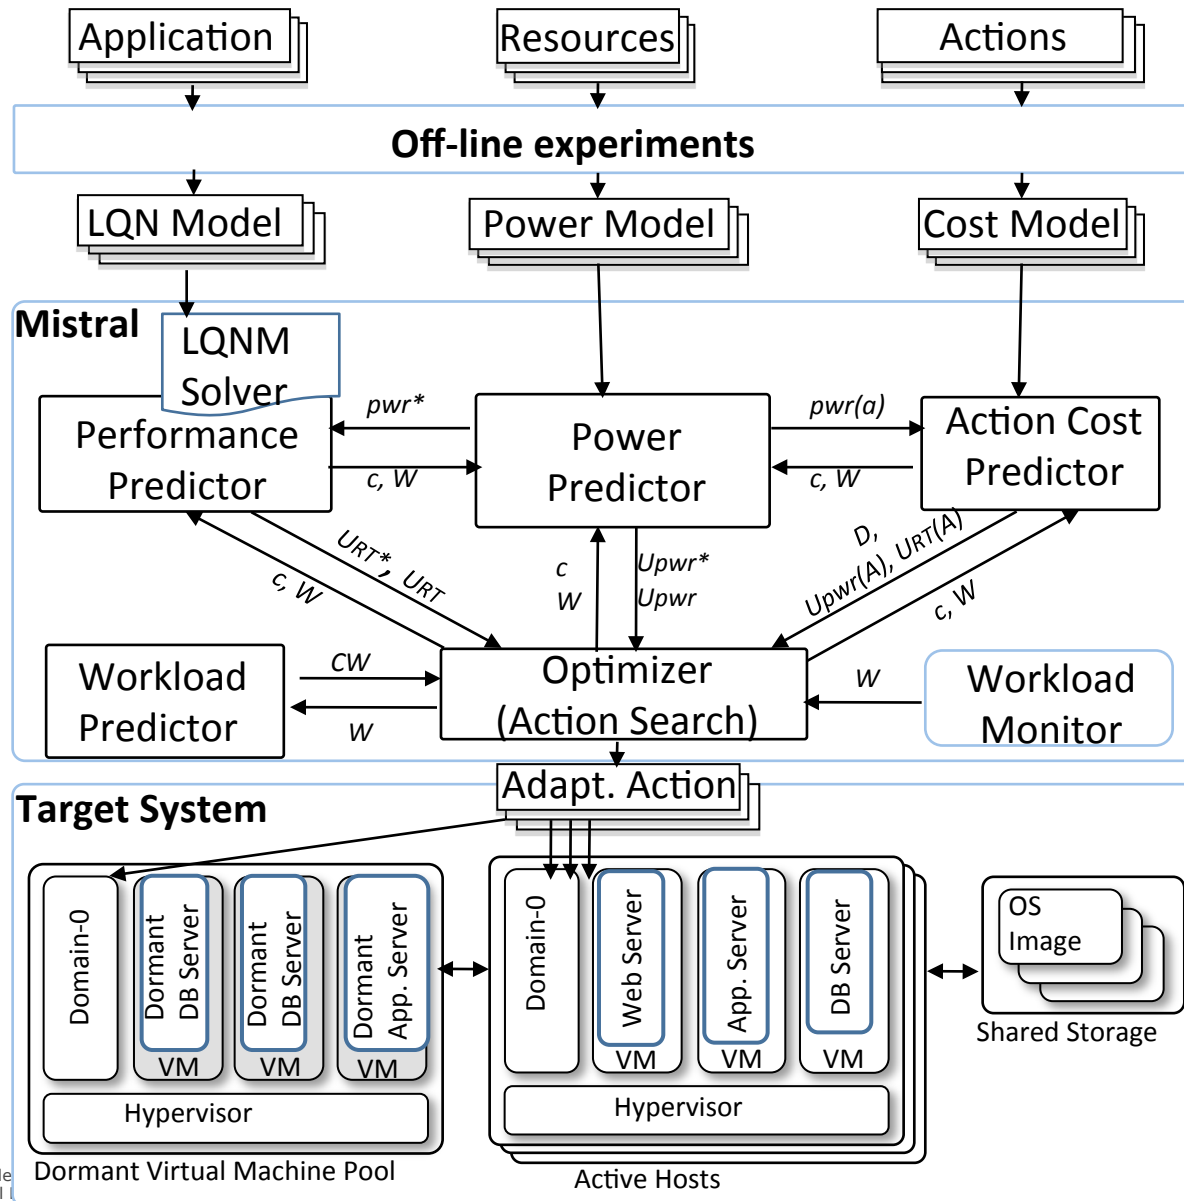 Application
Resources
Actions
Off-line experiments
LQN Model
Power Model
Cost Model
Mistral
LQNM
Solver
Performance
Predictor
pwr*
c, W
Power
Predictor
pwr(a)
c, W
Action Cost
Predictor
URT*, URT
c, W
c
W
Upwr*
Upwr
D,
Upwr(A), URT(A)
c, W
Workload
Predictor
CW
W
Optimizer
(Action Search)
W
Workload
Monitor
Adapt. Action
Target System
Domain-0
Dormant
DB Server
VM
Dormant
DB Server
VM
Dormant
App. Server
VM
Hypervisor
Dormant Virtual Machine Pool
Domain-0
Web Server
VM
App. Server
VM
DB Server
VM
Hypervisor
Active Hosts
OS
Image
Shared Storage